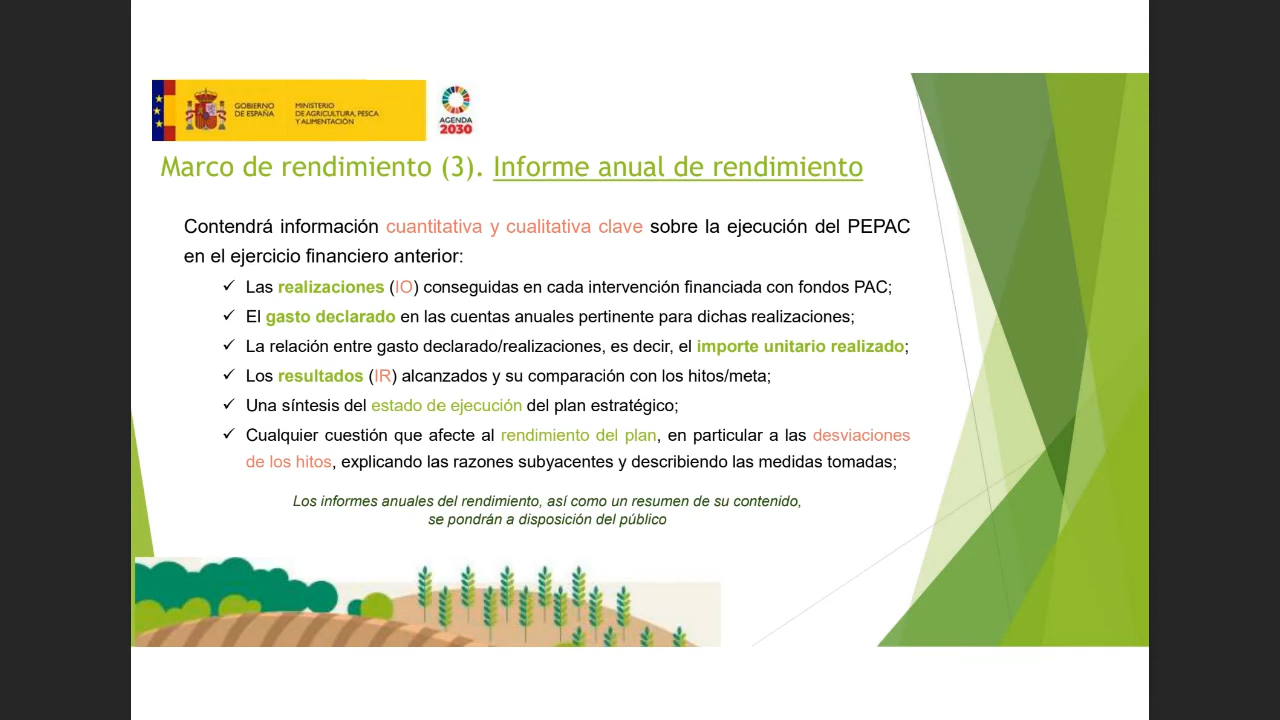 GOBIERNO
DE ESPAÑA
MINISTERIO
DE AGRICULTURA, PESCA
Y ALIMENTACIÓN
AGENDA
2030
Marco de rendimiento (3). Informe anual de rendimiento
Contendrá información cuantitativa y cualitativa clave sobre la ejecución del PEPAC
en el ejercicio financiero anterior:
✓ Las realizaciones (IO) conseguidas en cada intervención financiada con fondos PAC;
✓ El gasto declarado en las cuentas anuales pertinente para dichas realizaciones;
✓ La relación entre gasto declarado/realizaciones, es decir, el importe unitario realizado;
✓ Los resultados (IR) alcanzados y su comparación con los hitos/meta;
✓ Una síntesis del estado de ejecución del plan estratégico;
✓ Cualquier cuestión que afecte al rendimiento del plan, en particular a las desviaciones
de los hitos, explicando las razones subyacentes y describiendo las medidas tomadas;
Los informes anuales del rendimiento, así como un resumen de su contenido,
se pondrán a disposición del público